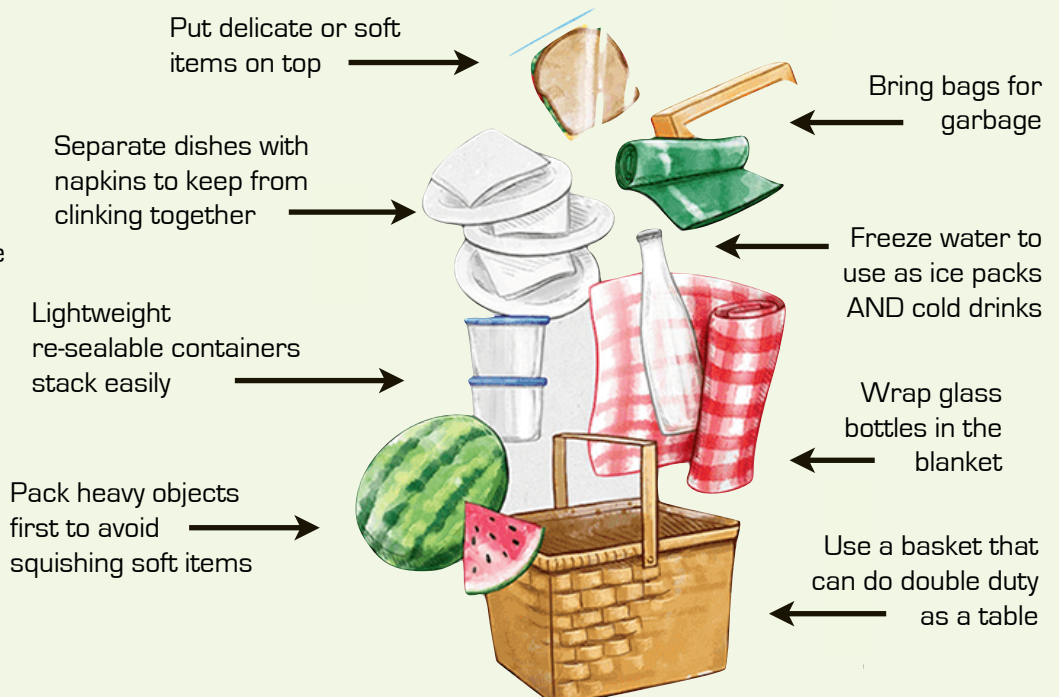 Put delicate or soft
items on top
Bring bags for
garbage
Separate dishes with
napkins to keep from
clinking together
Freeze water to
use as ice packs
AND cold drinks
Lightweight
re-sealable containers
stack easily
Wrap glass
bottles in the
blanket
Pack heavy objects
first to avoid
squishing soft items
Use a basket that
can do double duty
as a table